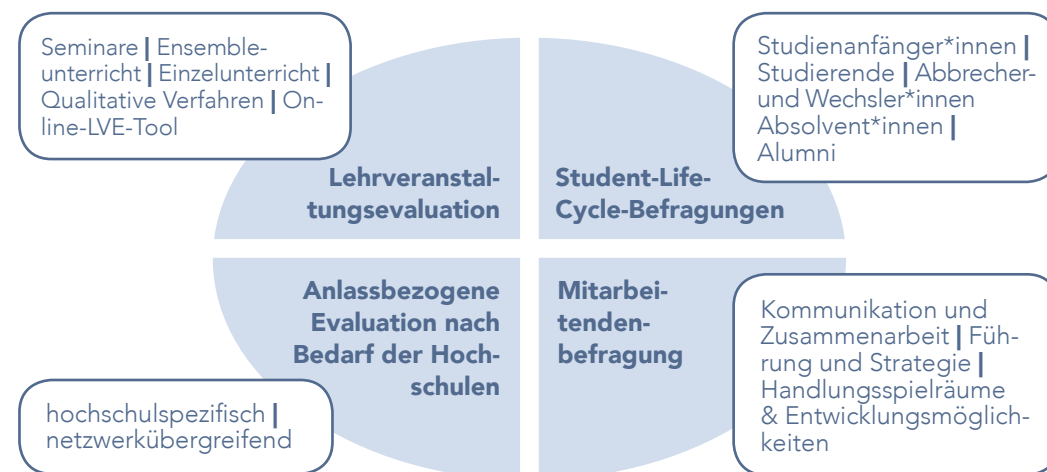 Seminare | Ensemble-
unterricht | Einzelunterricht |
Qualitative Verfahren | On-
line-LVE-Tool
Lehrveranstal-
tungsevaluation
Studienanfänger*innen |
Studierende | Abbrecher-
und Wechsler*innen
Absolvent*innen |
Alumni
Student-Life-
Cycle-Befragungen
Anlassbezogene
Evaluation nach
Bedarf der Hoch-
schulen
hochschulspezifisch |
netzwerkübergreifend
Mitarbei-
tenden-
befragung
Kommunikation und
Zusammenarbeit | Füh-
rung und Strategie |
Handlungsspielräume
& Entwicklungsmöglich-
keiten